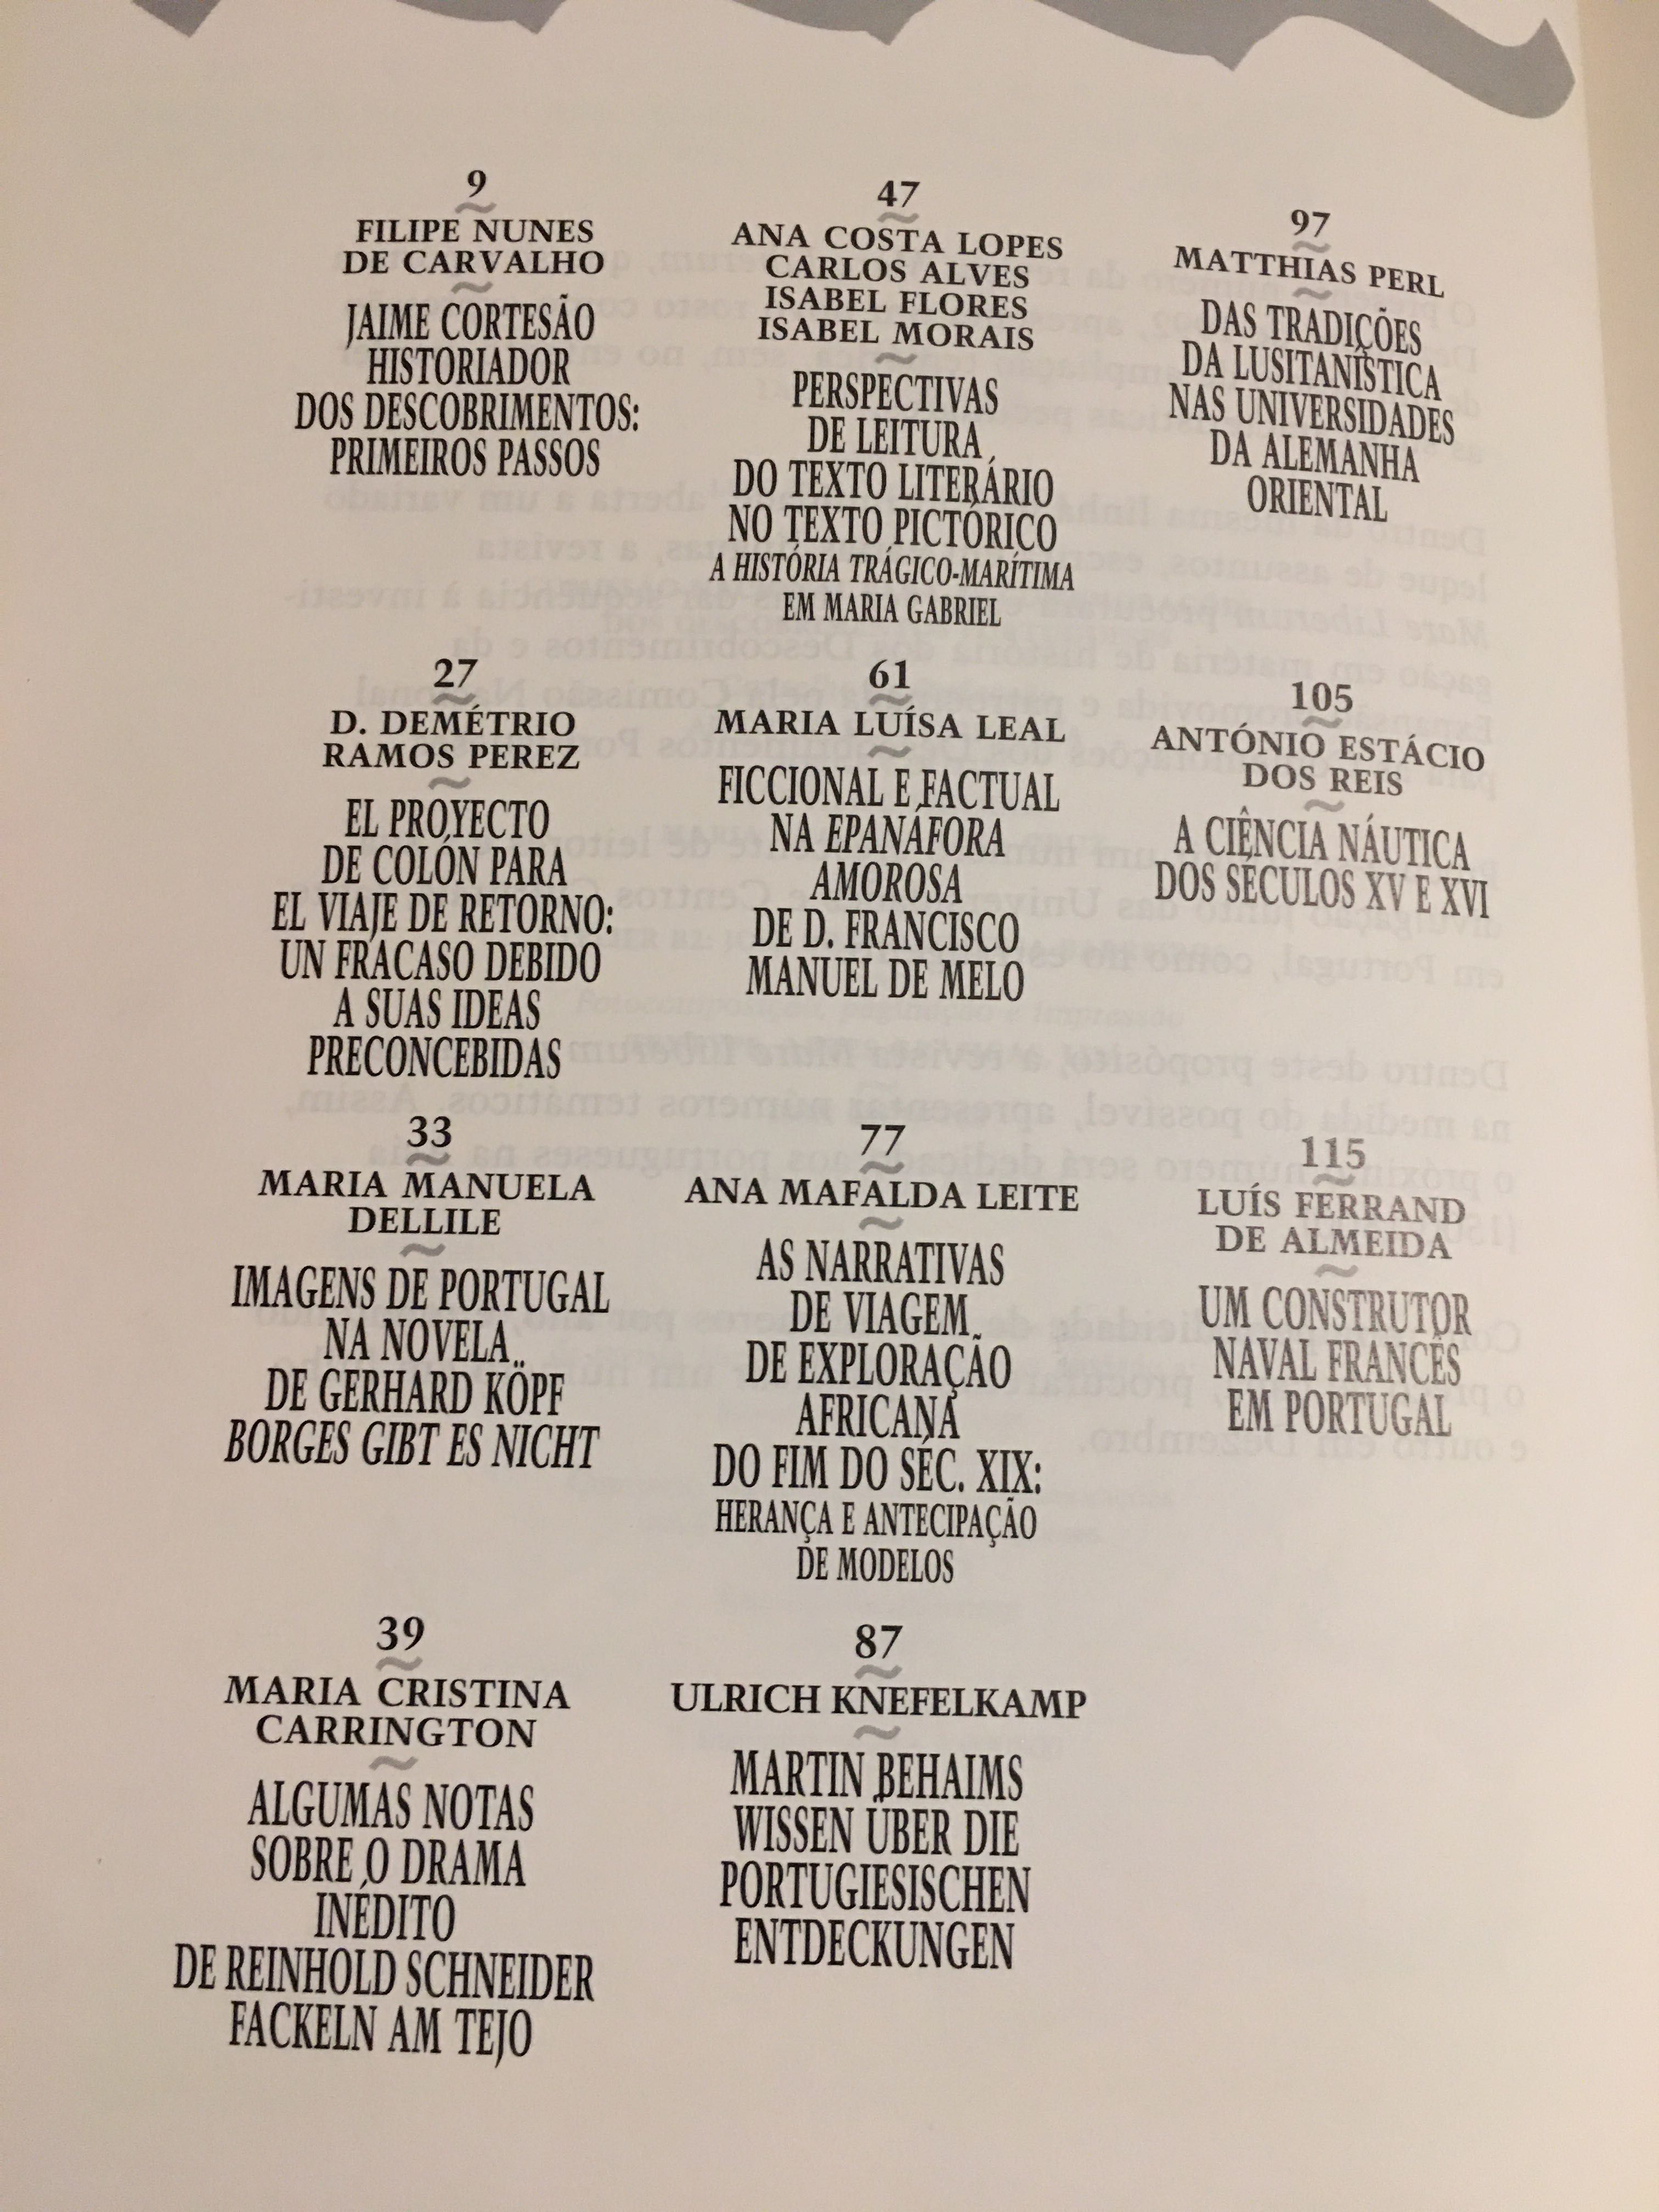 9
FILIPE NUNES
DE CARVALHO
JAIME CORTESÃO
HISTORIADOR
DOS DESCOBRIMENTOS:
PRIMEIROS PASSOS
27
D. DEMÉTRIO
RAMOS PEREZ
EL PROYECTO
DE COLÓN PARA
EL VIAJE DE RETORNO:
UN FRACASO DEBIDO
A SUAS IDEAS
PRECONCEBIDAS
33
MARIA MANUELA
DELLILE
IMAGENS DE PORTUGAL
NA NOVELA
DE GERHARD KÖPF
BORGES GIBT ES NICHT
39
MARIA CRISTINA
CARRINGTON
ALGUMAS NOTAS
SOBRE O DRAMA
INÉDITO
DE REINHOLD SCHNEIDER
FACKELN AM TEJO
47
ANA COSTA LOPES
CARLOS ALVES
ISABEL FLORES
ISABEL MORAIS
PERSPECTIVAS
DE LEITURA
DO TEXTO LITERÁRIO
NO TEXTO PICTÓRICO
A HISTÓRIA TRÁGICO-MARÍTIMA
EM MARIA GABRIEL
61
MARIA LUÍSA LEAL
FICCIONAL E FACTUAL
NA EPANÁFORA
AMOROSA
DE D. FRANCISCO
MANUEL DE MELO
77
ANA MAFALDA LEITE
AS NARRATIVAS
DE VIAGEM
DE EXPLORAÇÃO
AFRICANA
DO FIM DO SÉC. XIX:
HERANÇA E ANTECIPAÇÃO
DE MODELOS
87
ULRICH KNEFELKAMP
MARTIN BEHAIMS
WISSEN ÜBER DIE
PORTUGIESISCHEN
ENTDECKUNGEN
97
MATTHIAS PERL
DAS TRADIÇÕES
DA LUSITANÍSTICA
NAS UNIVERSIDADES
DA ALEMANHA
ORIENTAL
105
ANTÓNIO ESTÁCIO
DOS REIS
A CIÊNCIA NÁUTICA
DOS SÉCULOS XV E XVI
115
LUÍS FERRAND
DE ALMEIDA
UM CONSTRUTOR
NAVAL FRANCÊS
EM PORTUGAL